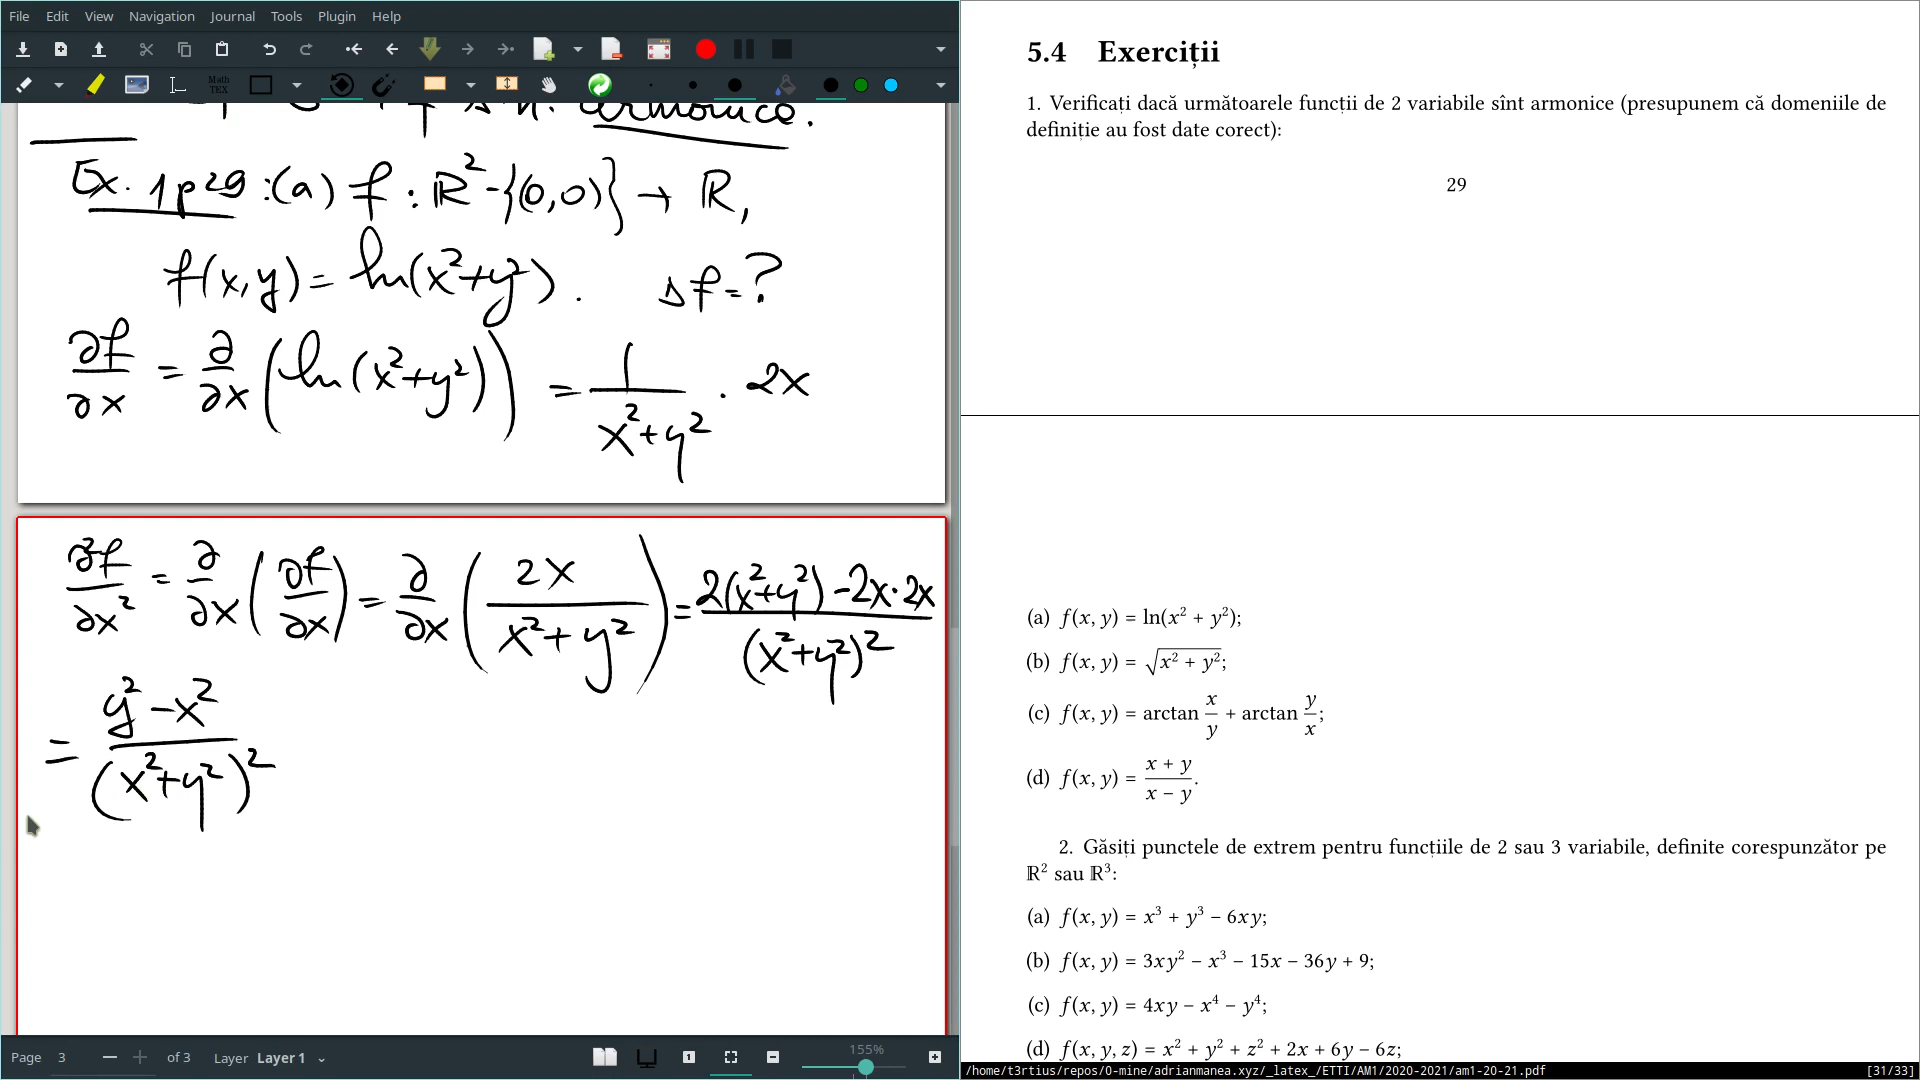 File Edit View Navigation Journal Tools Plugin Help
Math TEX
armonice.
Ex. 1 p 29 : (a) f : ℝ² - {(0,0)} → ℝ,
f(x,y) = ln(x²+y²). Δf = ?
∂f/∂x = ∂/∂x (ln(x²+y²)) = 1/(x²+y²) · 2x
∂²f/∂x² = ∂/∂x (∂f/∂x) = ∂/∂x (2x/(x²+y²)) = (2(x²+y²) - 2x·2x)/(x²+y²)²
= (y²-x²)/(x²+y²)²
Page 3 of 3 Layer Layer 1 155%
5.4 Exerciții
1. Verificați dacă următoarele funcții de 2 variabile sînt armonice (presupunem că domeniile de
definiție au fost date corect):
29
(a) f(x, y) = ln(x² + y²);
(b) f(x, y) = √(x² + y²);
(c) f(x, y) = arctan x/y + arctan y/x;
(d) f(x, y) = (x + y)/(x − y).
2. Găsiți punctele de extrem pentru funcțiile de 2 sau 3 variabile, definite corespunzător pe
ℝ² sau ℝ³:
(a) f(x, y) = x³ + y³ − 6xy;
(b) f(x, y) = 3xy² − x³ − 15x − 36y + 9;
(c) f(x, y) = 4xy − x⁴ − y⁴;
(d) f(x, y, z) = x² + y² + z² + 2x + 6y − 6z;
/home/t3rtius/repos/0-mine/adrianmanea.xyz/_latex_/ETTI/AM1/2020-2021/am1-20-21.pdf [31/33]